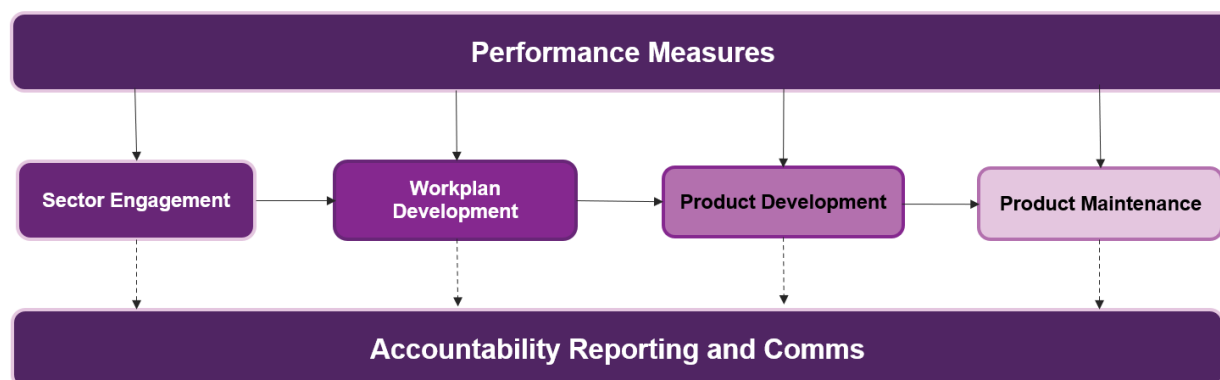 Performance Measures
Sector Engagement
Workplan
Development
Product Development
Product Maintenance
Accountability Reporting and Comms